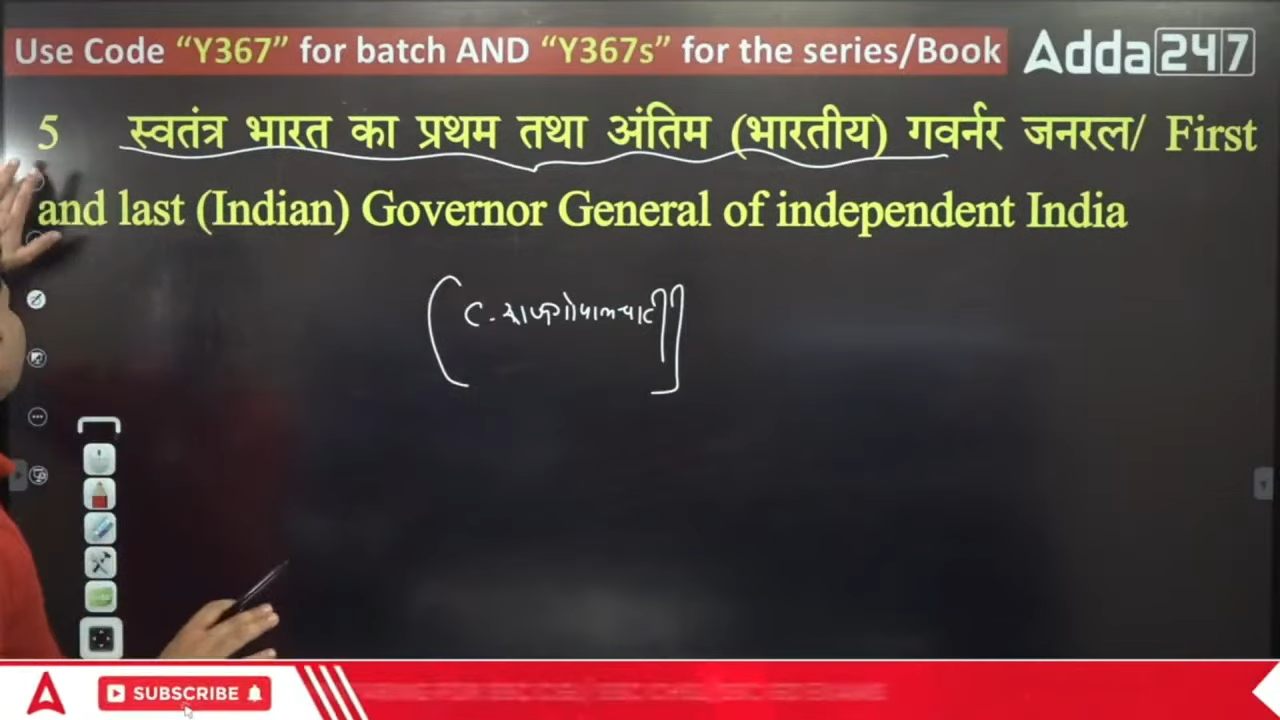 Use Code “Y367” for batch AND “Y367s” for the series/Book
Adda247
5 स्वतंत्र भारत का प्रथम तथा अंतिम (भारतीय) गवर्नर जनरल/ First
and last (Indian) Governor General of independent India
C. राजगोपालचारी
SUBSCRIBE